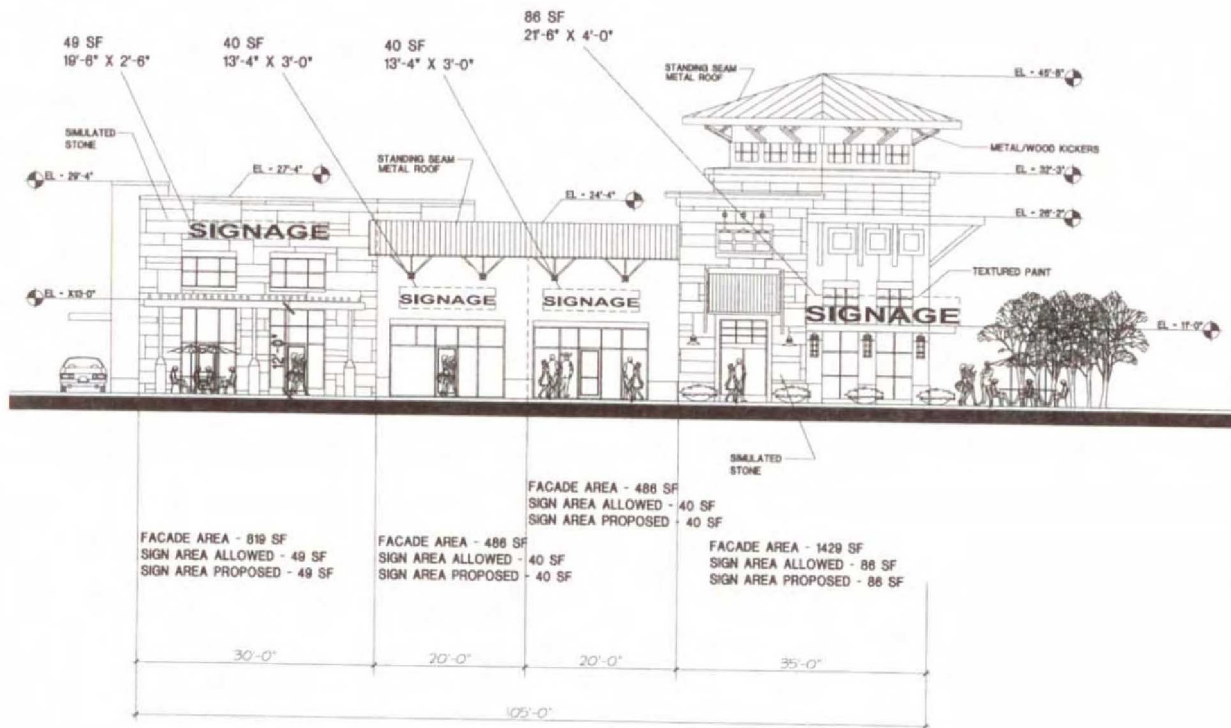 86 SF
21'-6" X 4'-0"
49 SF
19'-6" X 2'-6"
40 SF
13'-4" X 3'-0"
40 SF
13'-4" X 3'-0"
STANDING SEAM
METAL ROOF
EL - 45'-8"
SIMULATED
STONE
METAL/WOOD KICKERS
STANDING SEAM
METAL ROOF
EL - 29'-4"
EL - 27'-4"
EL - 32'-3"
EL - 24'-4"
EL - 26'-2"
SIGNAGE
TEXTURED PAINT
EL - X13'-0"
SIGNAGE
SIGNAGE
SIGNAGE
EL - 11'-0"
12'-0"
SIMULATED
STONE
FACADE AREA - 486 SF
SIGN AREA ALLOWED - 40 SF
SIGN AREA PROPOSED - 40 SF
FACADE AREA - 819 SF
SIGN AREA ALLOWED - 49 SF
SIGN AREA PROPOSED - 49 SF
FACADE AREA - 486 SF
SIGN AREA ALLOWED - 40 SF
SIGN AREA PROPOSED - 40 SF
FACADE AREA - 1429 SF
SIGN AREA ALLOWED - 86 SF
SIGN AREA PROPOSED - 86 SF
30'-0"
20'-0"
20'-0"
35'-0"
105'-0"